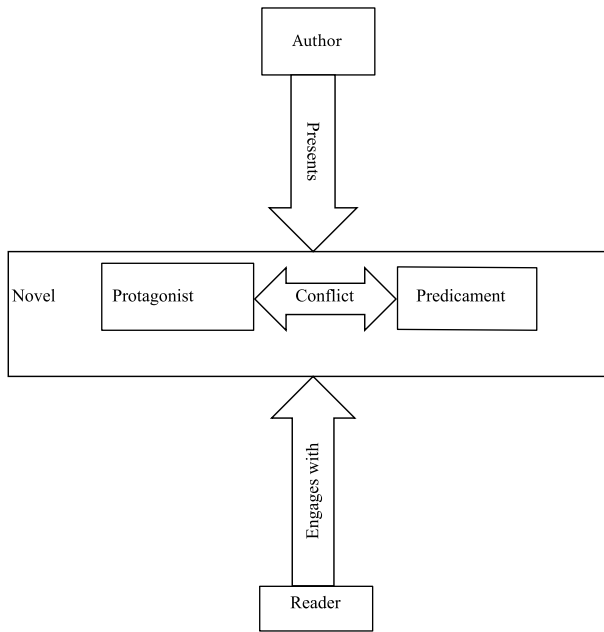 Author
Presents
Novel
Protagonist
Conflict
Predicament
Engages with
Reader